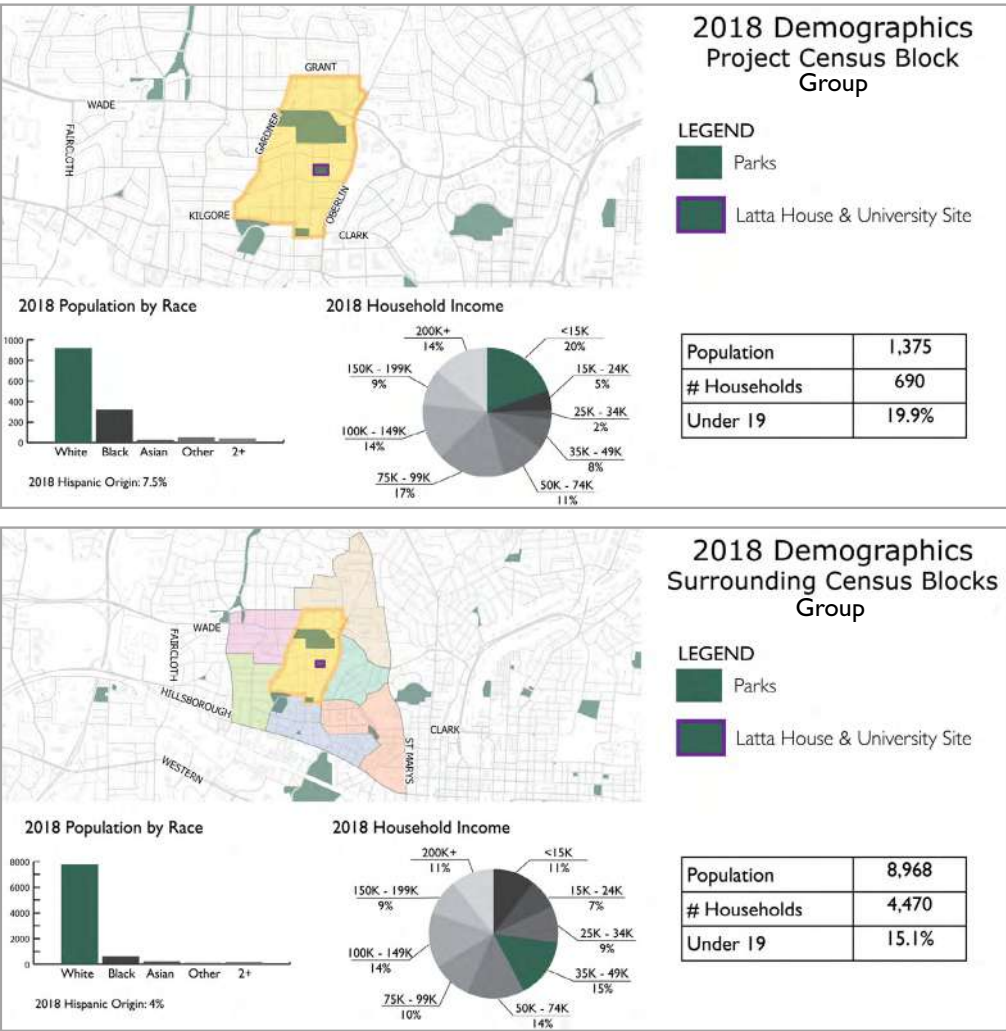 2018 Demographics
Project Census Block
Group
LEGEND
Parks
Latta House & University Site
GRANT
WADE
FAIRCLOTH
GARDNER
OBERLIN
KILGORE
CLARK
2018 Population by Race
1000
800
600
400
200
0
White Black Asian Other 2+
2018 Hispanic Origin: 7.5%
2018 Household Income
200K+
14%
<15K
20%
150K - 199K
9%
15K - 24K
5%
25K - 34K
2%
100K - 149K
14%
35K - 49K
8%
75K - 99K
17%
50K - 74K
11%
Population 1,375
# Households 690
Under 19 19.9%
2018 Demographics
Surrounding Census Blocks
Group
LEGEND
Parks
Latta House & University Site
WADE
FAIRCLOTH
HILLSBOROUGH
WESTERN
CLARK
ST MARYS
2018 Population by Race
8000
6000
4000
2000
0
White Black Asian Other 2+
2018 Hispanic Origin: 4%
2018 Household Income
200K+
11%
<15K
11%
150K - 199K
9%
15K - 24K
7%
25K - 34K
9%
100K - 149K
14%
35K - 49K
15%
75K - 99K
10%
50K - 74K
14%
Population 8,968
# Households 4,470
Under 19 15.1%